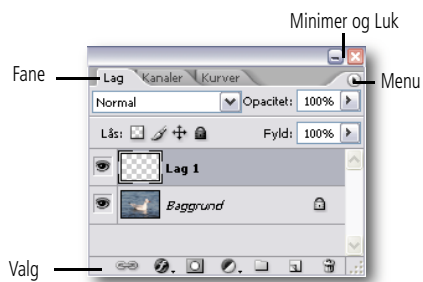 Minimer og Luk
Fane
Lag Kanaler Kurver
Menu
Normal Opacitet: 100%
Lås: Fyld: 100%
Lag 1
Baggrund
Valg